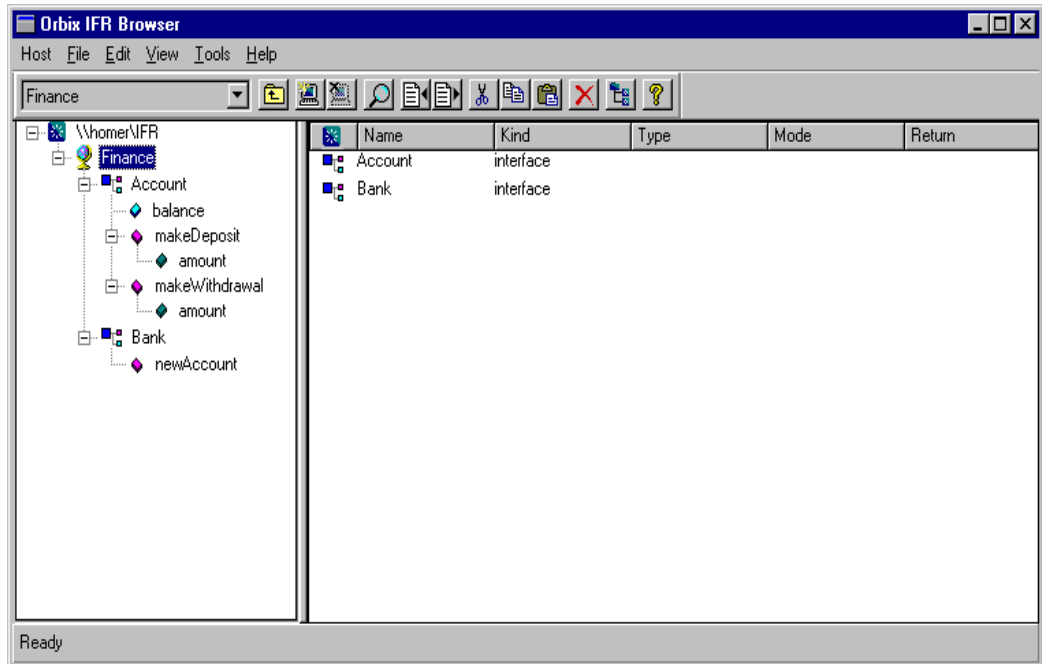 Orbix IFR Browser
Host File Edit View Tools Help
Finance
\\homer\IFR
Finance
Account
balance
makeDeposit
amount
makeWithdrawal
amount
Bank
newAccount
Name Kind Type Mode Return
Account interface
Bank interface
Ready